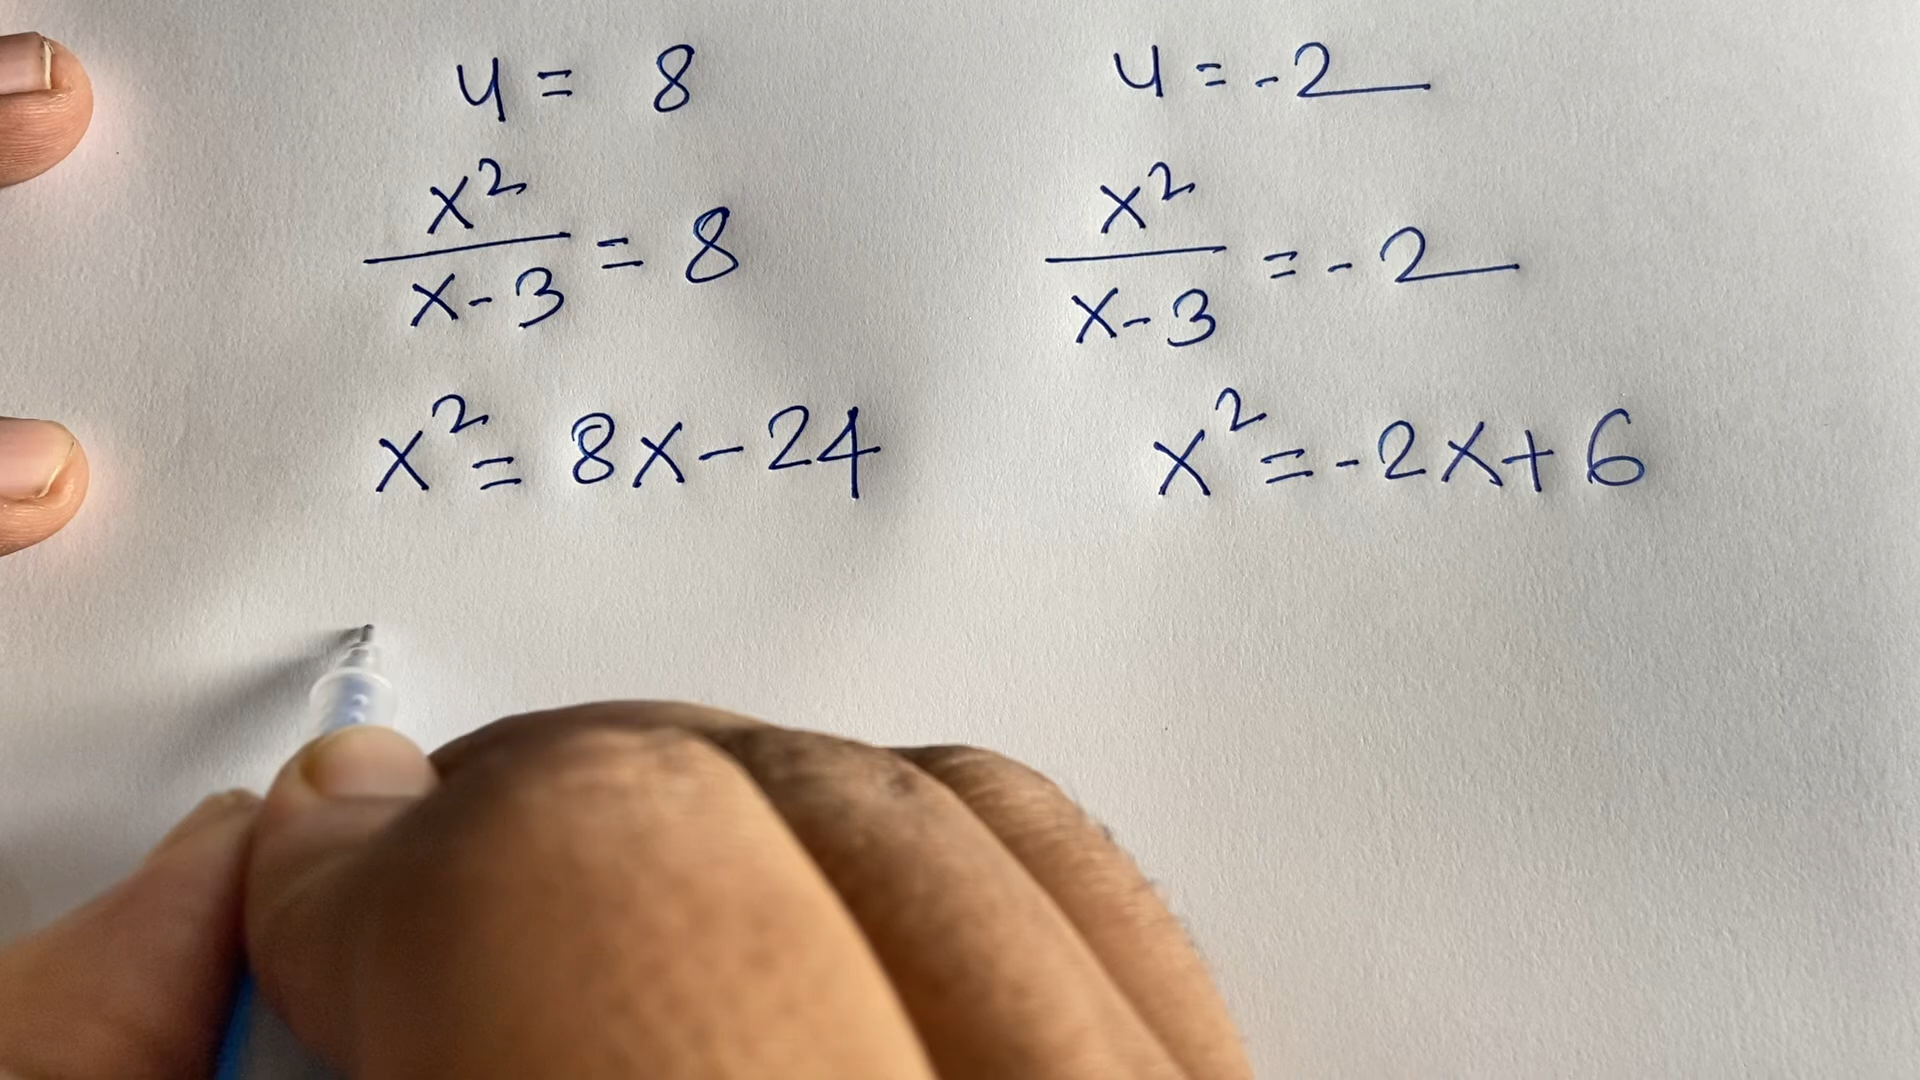 y = 8
x²/(x-3) = 8
x² = 8x - 24
y = -2
x²/(x-3) = -2
x² = -2x + 6